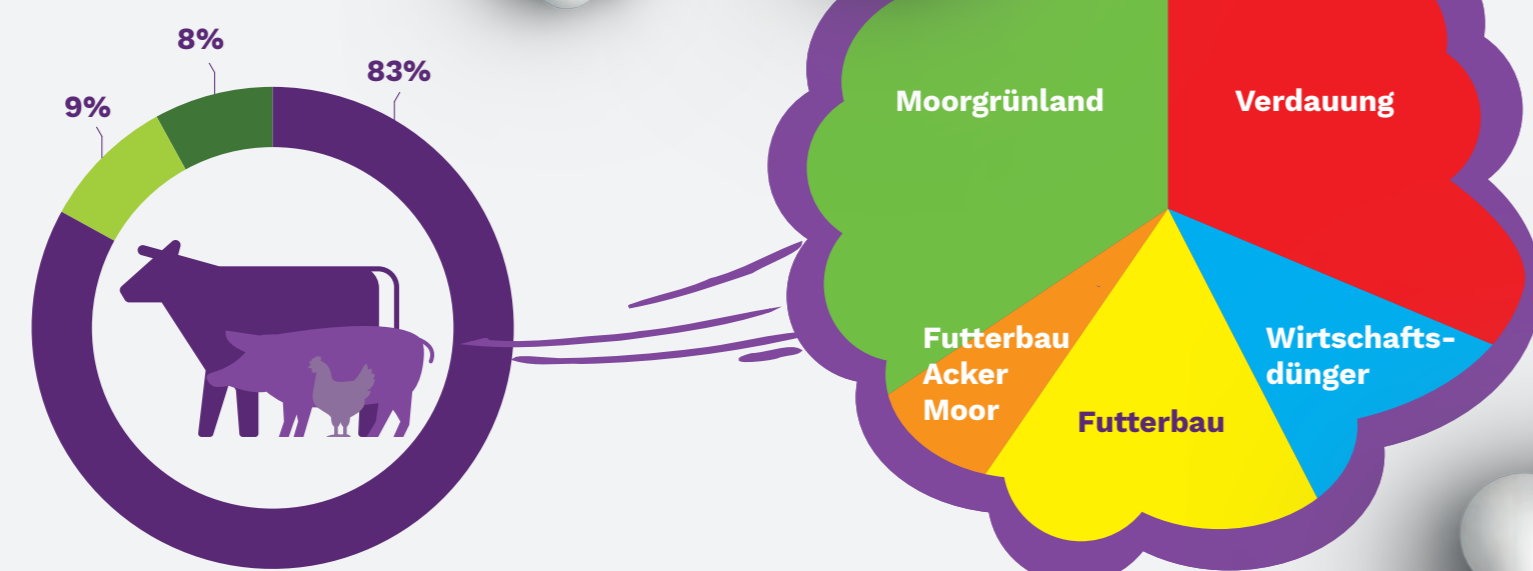 8%
83%
9%
Moorgrünland
Verdauung
Futterbau
Acker
Moor
Wirtschafts-
dünger
Futterbau